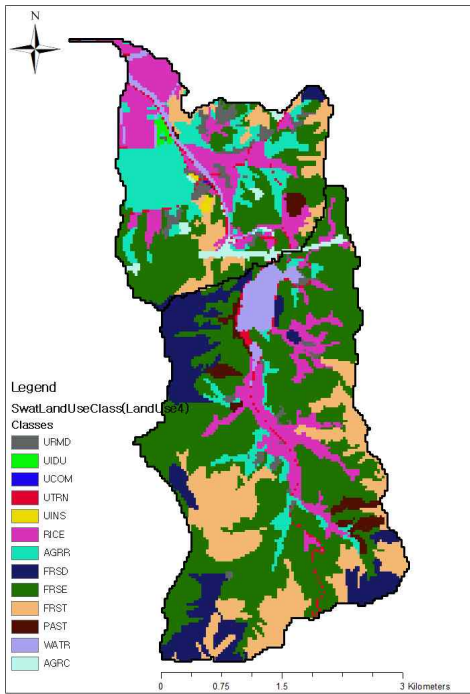 N
Legend
SwatLandUseClass(LandUse4)
Classes
URMD
UIDU
UCOM
UTRN
UINS
RICE
AGRR
FRSD
FRSE
FRST
PAST
WATR
AGRC
0 0.75 1.5 3 Kilometers